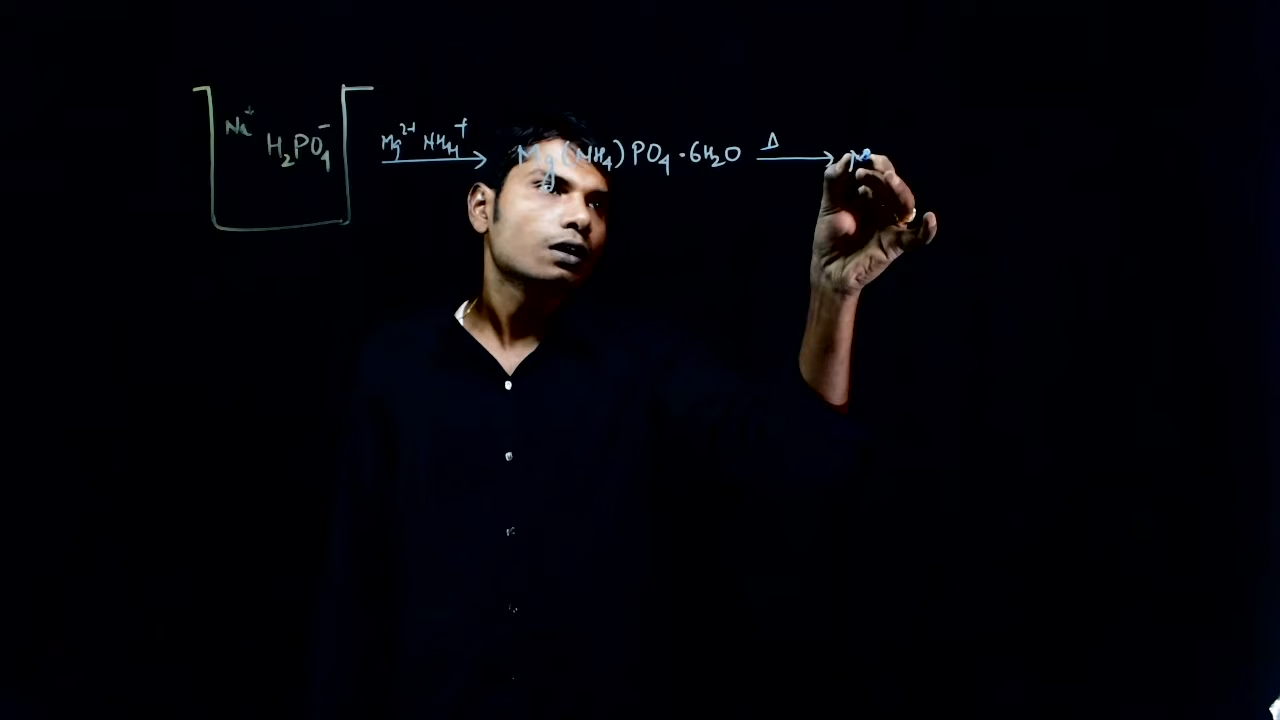 Na⁺ H₂PO₄⁻ Mg²⁺ NH₄⁺ → Mg(NH₄)PO₄·6H₂O Δ → M